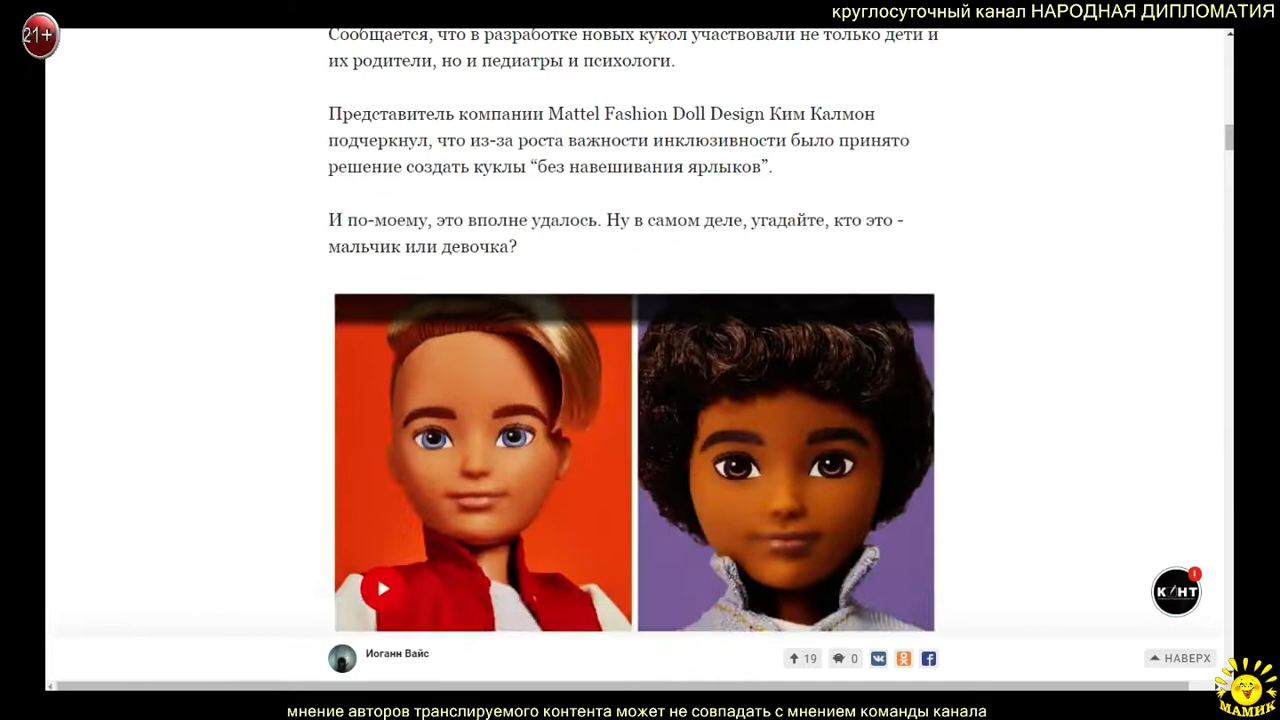 круглосуточный канал НАРОДНАЯ ДИПЛОМАТИЯ
21+
Сообщается, что в разработке новых кукол участвовали не только дети и
их родители, но и педиатры и психологи.
Представитель компании Mattel Fashion Doll Design Ким Калмон
подчеркнул, что из-за роста важности инклюзивности было принято
решение создать куклы “без навешивания ярлыков”.
И по-моему, это вполне удалось. Ну в самом деле, угадайте, кто это -
мальчик или девочка?
КОНТ
!
Иоганн Вайс
19
0
НАВЕРХ
МАМИК
мнение авторов транслируемого контента может не совпадать с мнением команды канала